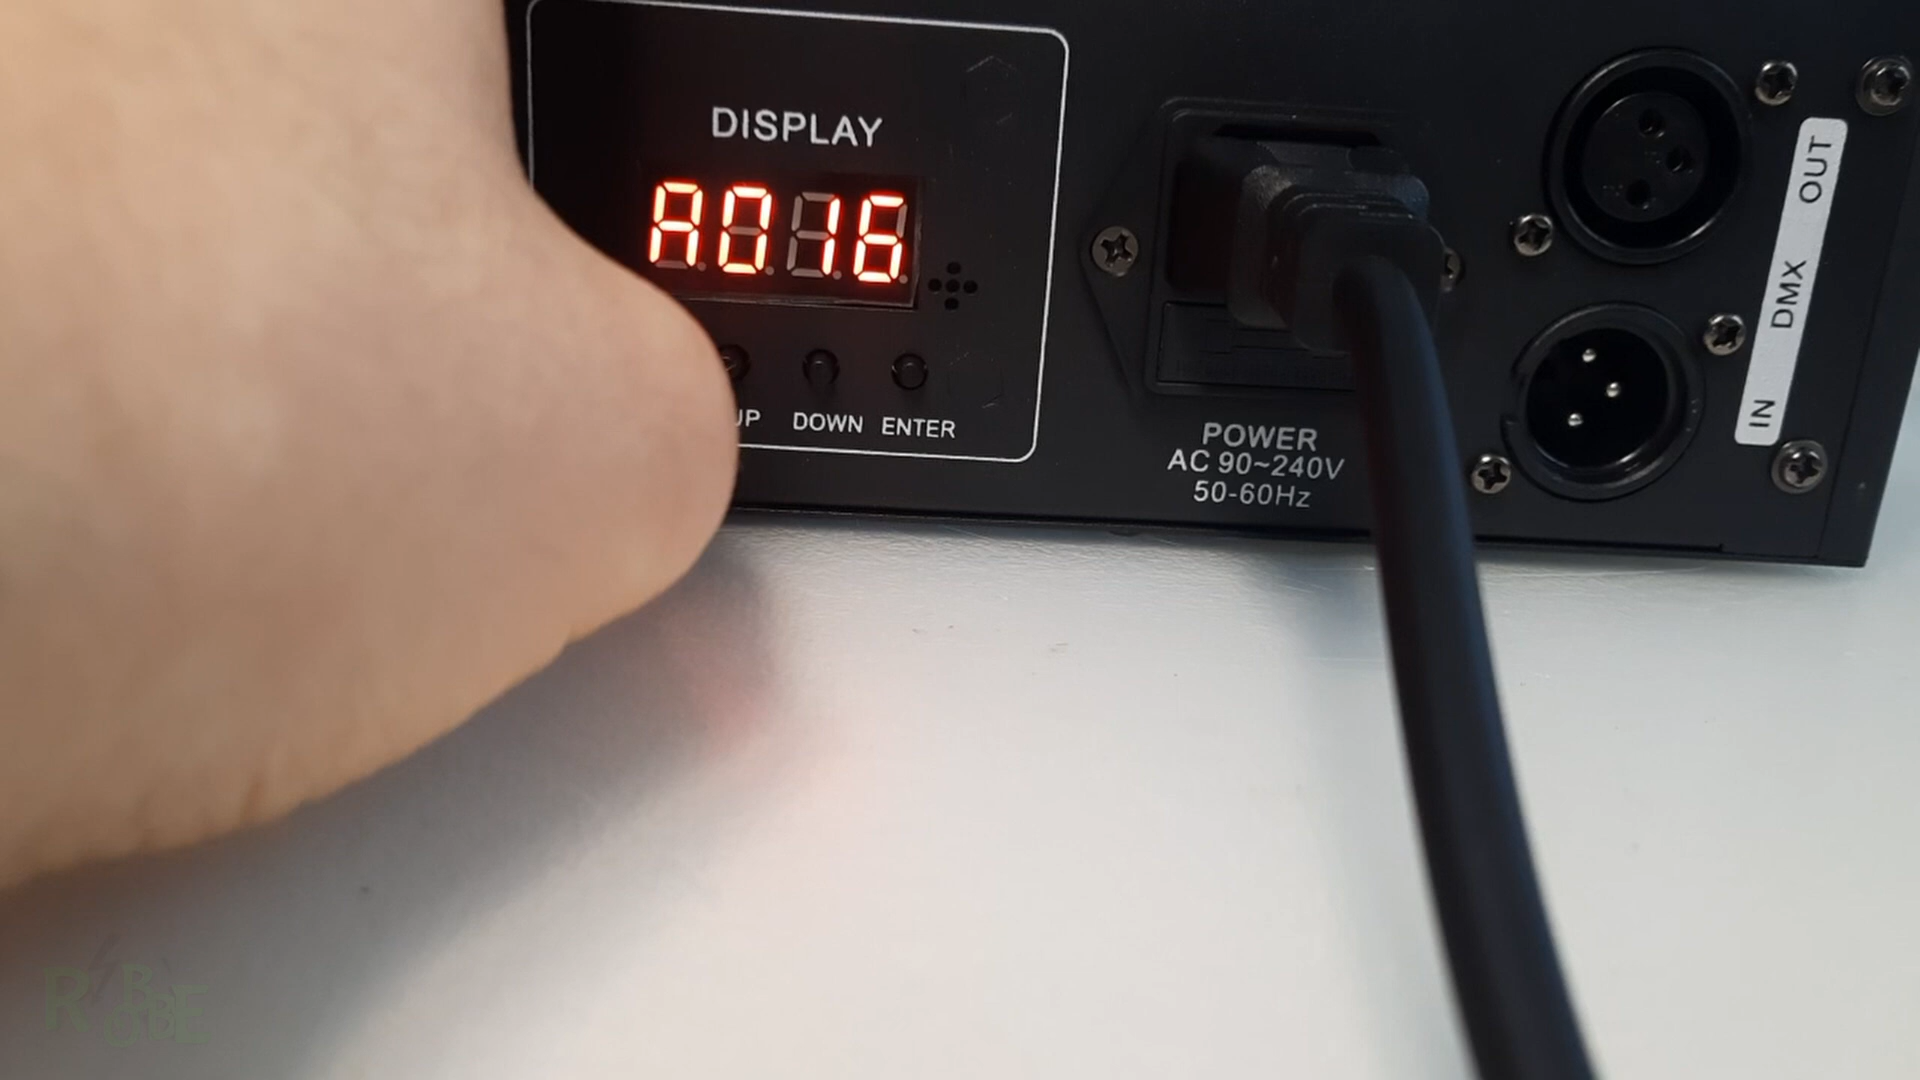 DISPLAY
A016
UP DOWN ENTER
POWER
AC 90~240V
50-60Hz
IN DMX OUT